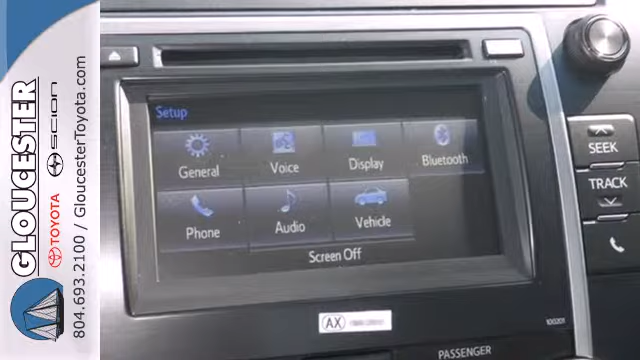 GLOUCESTER
TOYOTA SCION
804.693.2100 / GloucesterToyota.com
Setup
General
Voice
Display
Bluetooth
Phone
Audio
Vehicle
Screen Off
SEEK
TRACK
AX
100201
PASSENGER